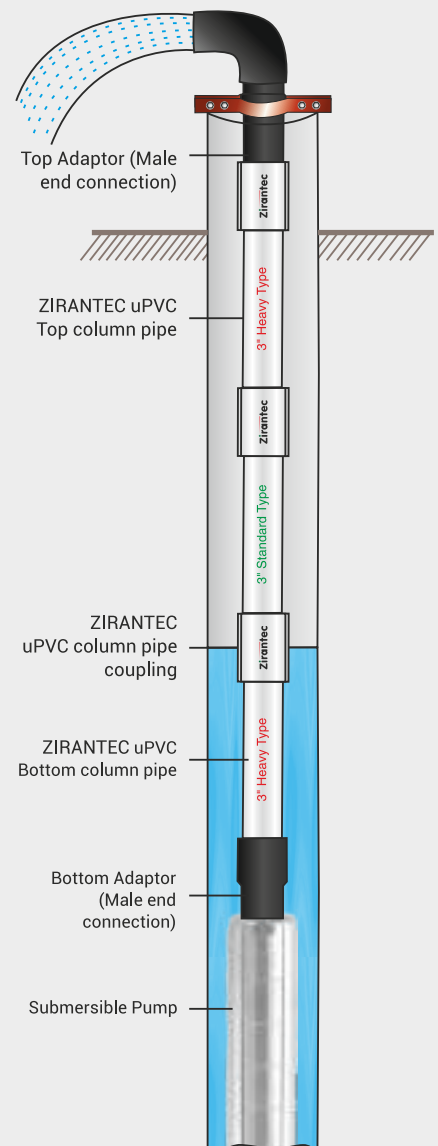 Top Adaptor (Male
end connection)
Zirantec
ZIRANTEC uPVC
Top column pipe
3" Heavy Type
Zirantec
3" Standard Type
ZIRANTEC
uPVC column pipe
coupling
Zirantec
ZIRANTEC uPVC
Bottom column pipe
3" Heavy Type
Bottom Adaptor
(Male end
connection)
Submersible Pump